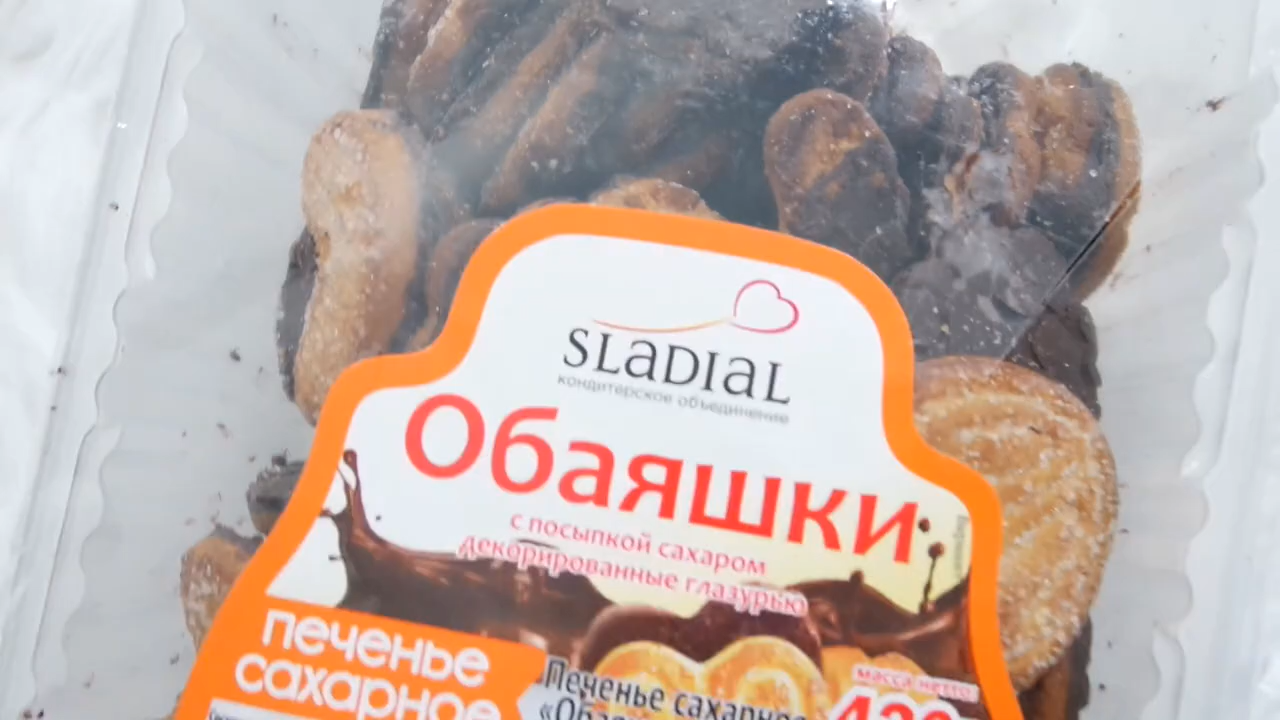 SLADIAL
кондитерское объединение
Обаяшки
с посыпкой сахаром
декорированные глазурью
печенье
сахарное
Печенье сахарное
масса нетто: